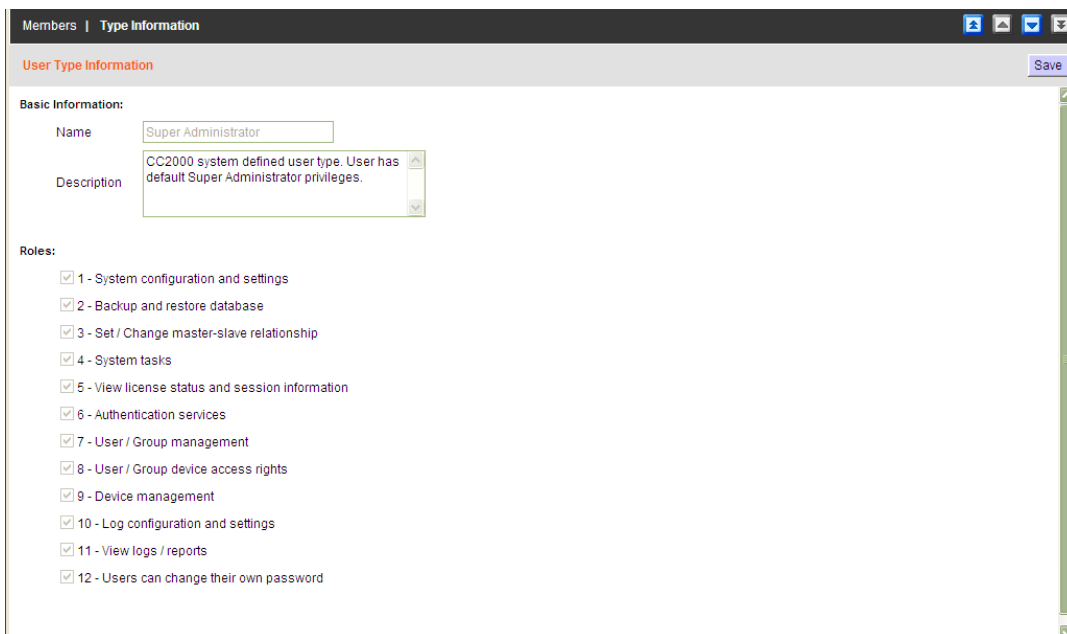 Members | Type Information
User Type Information
Save
Basic Information:
Name
Super Administrator
Description
CC2000 system defined user type. User has
default Super Administrator privileges.
Roles:
1 - System configuration and settings
2 - Backup and restore database
3 - Set / Change master-slave relationship
4 - System tasks
5 - View license status and session information
6 - Authentication services
7 - User / Group management
8 - User / Group device access rights
9 - Device management
10 - Log configuration and settings
11 - View logs / reports
12 - Users can change their own password